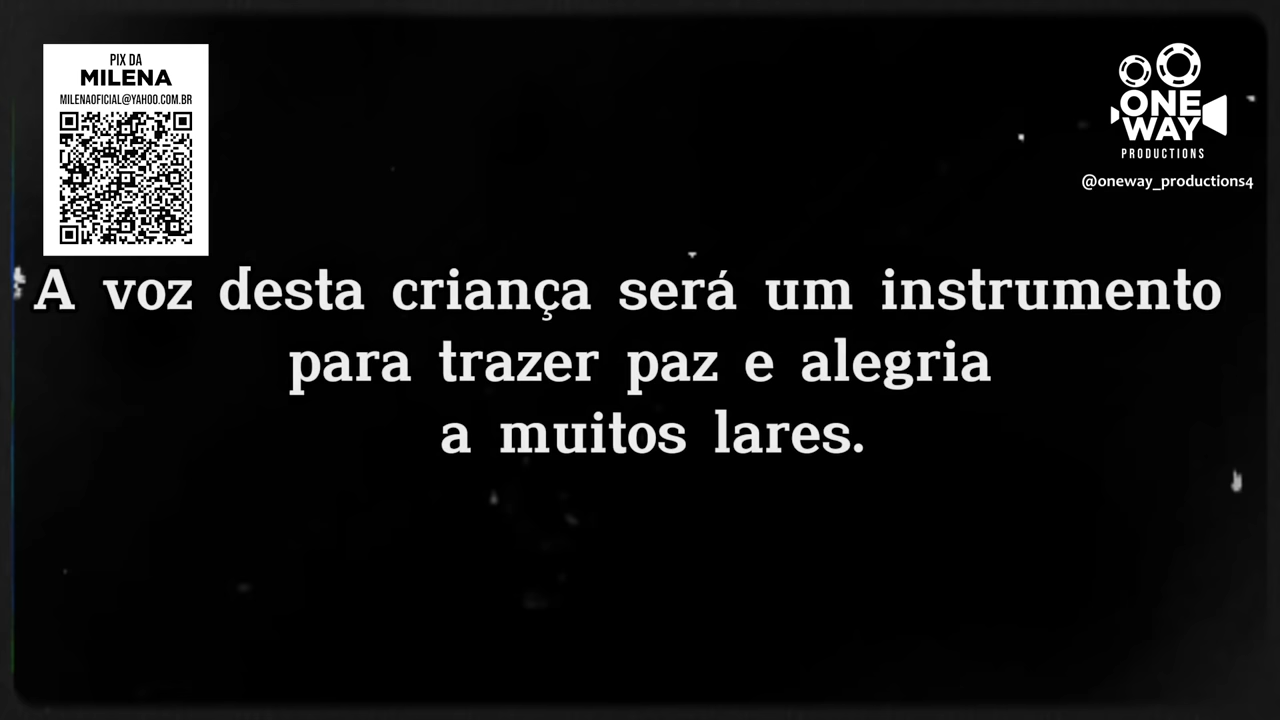 PIX DA
MILENA
MILENAOFICIAL@YAHOO.COM.BR
ONE
WAY
PRODUCTIONS
@oneway_productions4
A voz desta criança será um instrumento
para trazer paz e alegria
a muitos lares.